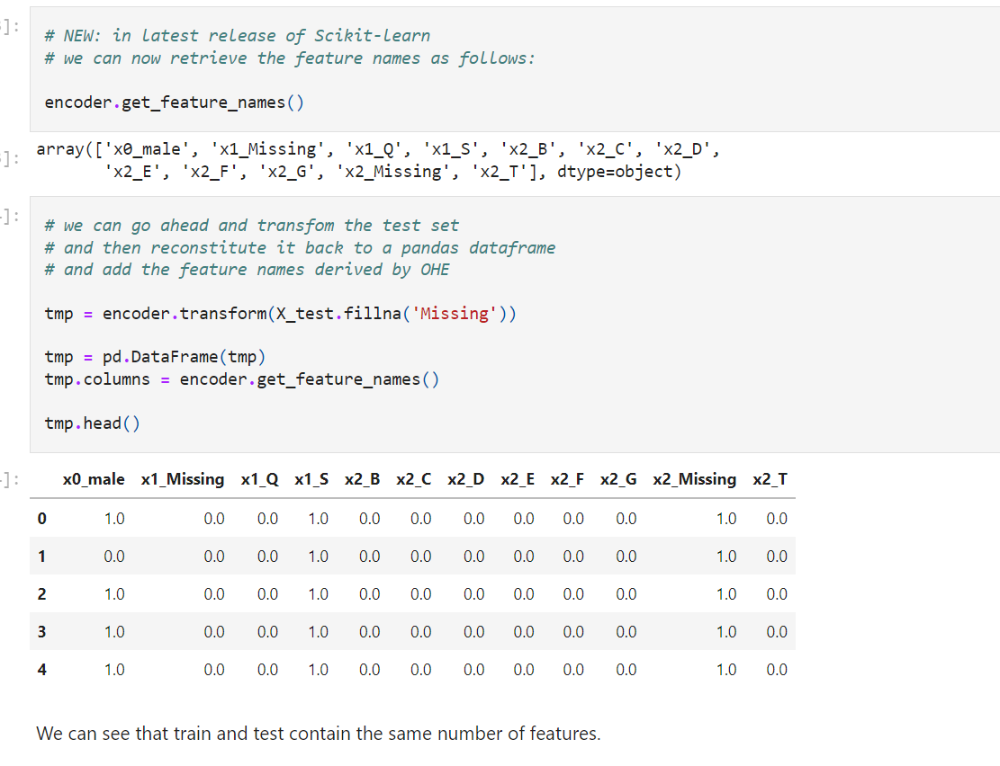 ]:
# NEW: in latest release of Scikit-learn
# we can now retrieve the feature names as follows:
encoder.get_feature_names()
]:
array(['x0_male', 'x1_Missing', 'x1_Q', 'x1_S', 'x2_B', 'x2_C', 'x2_D',
'x2_E', 'x2_F', 'x2_G', 'x2_Missing', 'x2_T'], dtype=object)
]:
# we can go ahead and transfom the test set
# and then reconstitute it back to a pandas dataframe
# and add the feature names derived by OHE
tmp = encoder.transform(X_test.fillna('Missing'))
tmp = pd.DataFrame(tmp)
tmp.columns = encoder.get_feature_names()
tmp.head()
]:
x0_male x1_Missing x1_Q x1_S x2_B x2_C x2_D x2_E x2_F x2_G x2_Missing x2_T
0 1.0 0.0 0.0 1.0 0.0 0.0 0.0 0.0 0.0 0.0 1.0 0.0
1 0.0 0.0 0.0 1.0 0.0 0.0 0.0 0.0 0.0 0.0 1.0 0.0
2 1.0 0.0 0.0 1.0 0.0 0.0 0.0 0.0 0.0 0.0 1.0 0.0
3 1.0 0.0 0.0 1.0 0.0 0.0 0.0 0.0 0.0 0.0 1.0 0.0
4 1.0 0.0 0.0 1.0 0.0 0.0 0.0 0.0 0.0 0.0 1.0 0.0
We can see that train and test contain the same number of features.